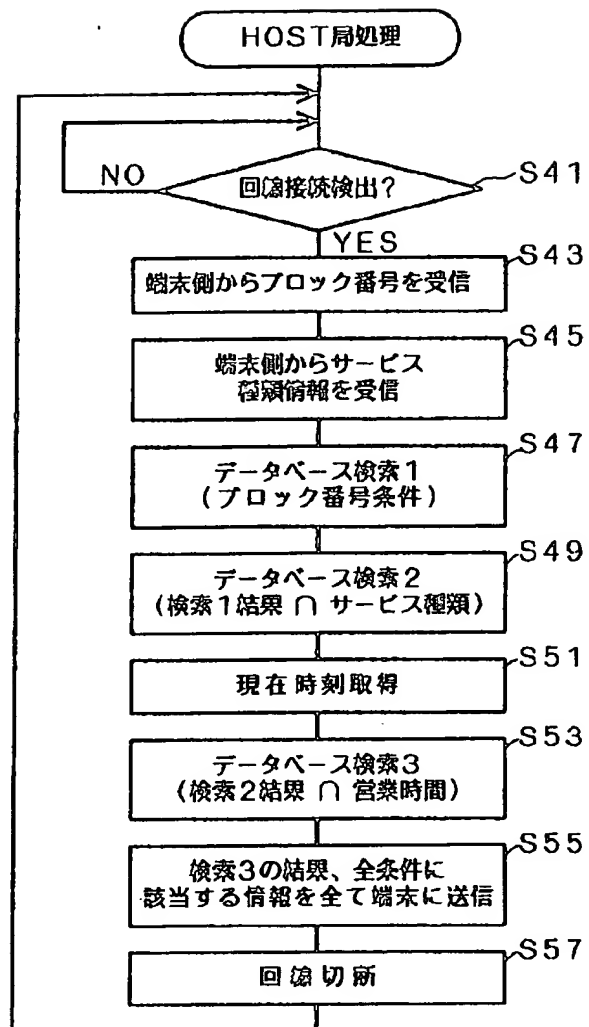 HOST局処理
NO
回線接続検出？
S41
YES
S43
端末側からブロック番号を受信
S45
端末側からサービス
種類情報を受信
S47
データベース検索1
（ブロック番号条件）
S49
データベース検索2
（検索1結果 ∩ サービス種類）
S51
現在時刻取得
S53
データベース検索3
（検索2結果 ∩ 営業時間）
S55
検索3の結果、全条件に
該当する情報を全て端末に送信
S57
回線切断